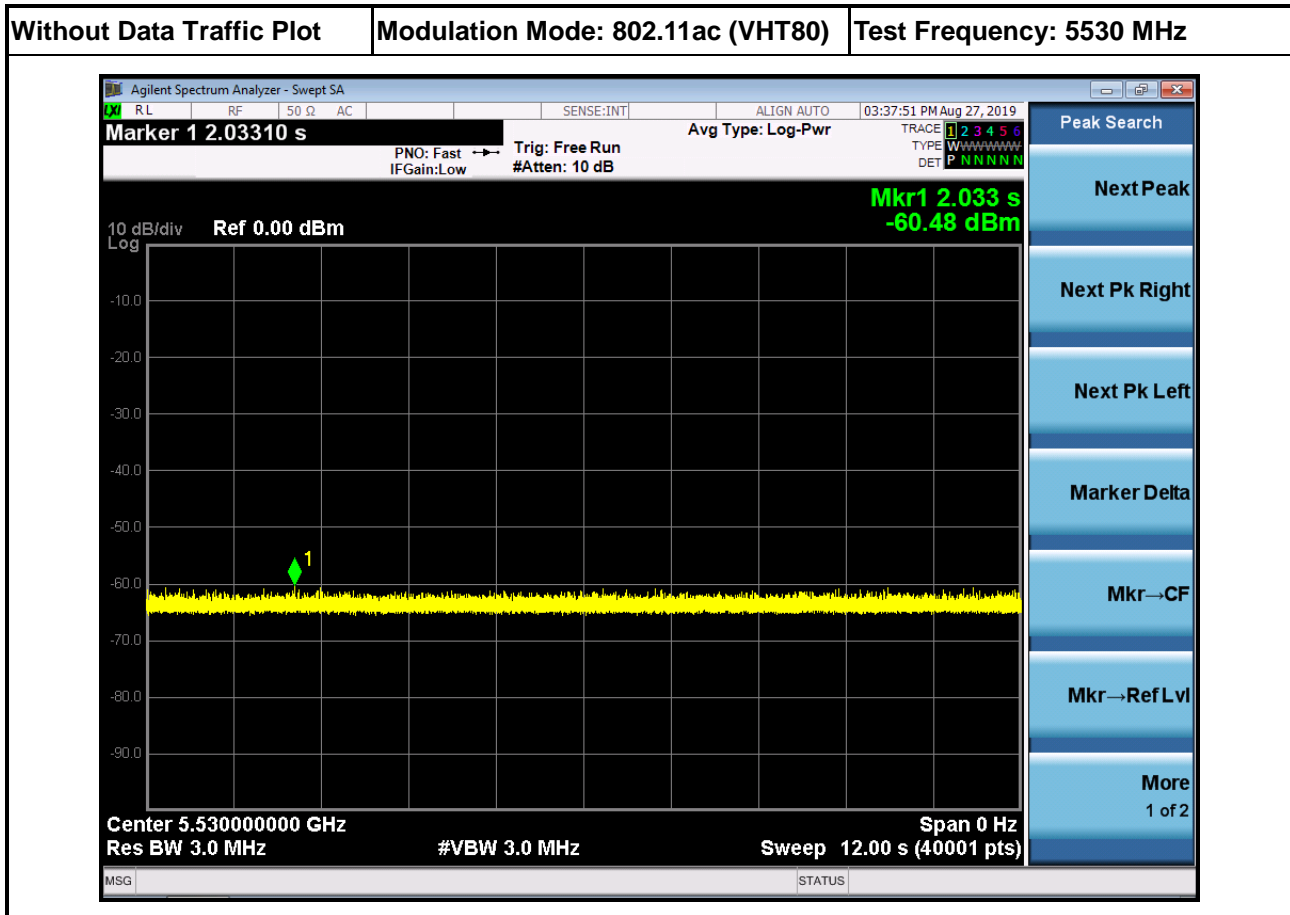 Without Data Traffic Plot Modulation Mode: 802.11ac (VHT80) Test Frequency: 5530 MHz
Agilent Spectrum Analyzer - Swept SA
LXI RL RF 50 Ω AC SENSE:INT ALIGN AUTO 03:37:51 PM Aug 27, 2019
Marker 1 2.03310 s
PNO: Fast
IFGain:Low
Trig: Free Run
#Atten: 10 dB
Avg Type: Log-Pwr
TRACE 1 2 3 4 5 6
TYPE WWWWWWW
DET P N N N N N
Mkr1 2.033 s
-60.48 dBm
10 dB/div Ref 0.00 dBm
Log
-10.0
-20.0
-30.0
-40.0
-50.0
-60.0
-70.0
-80.0
-90.0
1
Center 5.530000000 GHz Span 0 Hz
Res BW 3.0 MHz #VBW 3.0 MHz Sweep 12.00 s (40001 pts)
MSG STATUS
Peak Search
Next Peak
Next Pk Right
Next Pk Left
Marker Delta
Mkr→CF
Mkr→Ref Lvl
More
1 of 2